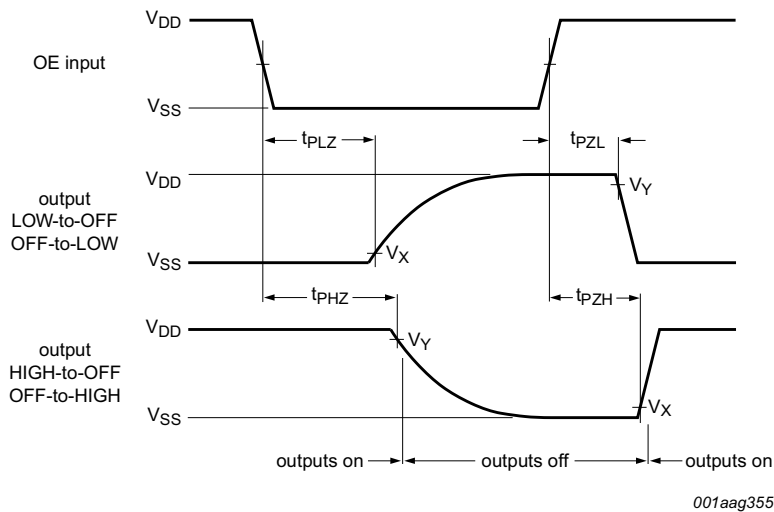 VDD
OE input
VSS
tPLZ
tPZL
VDD
VY
output
LOW-to-OFF
OFF-to-LOW
VX
VSS
tPHZ
tPZH
VDD
VY
output
HIGH-to-OFF
OFF-to-HIGH
VX
VSS
outputs on
outputs off
outputs on
001aag355